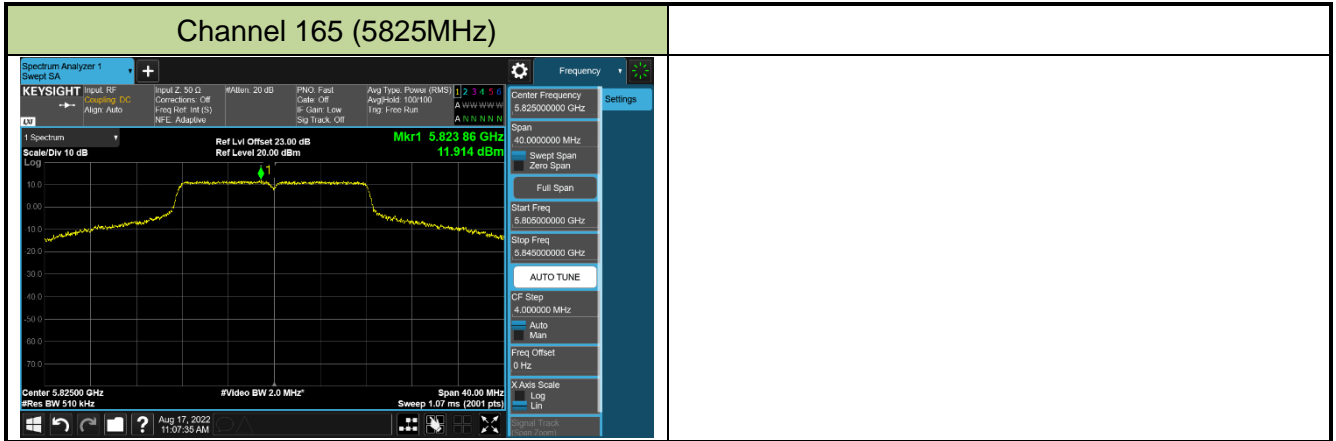 Channel 165 (5825MHz)
Spectrum Analyzer 1
Swept SA
Frequency
KEYSIGHT
Input: RF
Coupling: DC
Align: Auto
Input Z: 50 Ω
Corrections: Off
Freq Ref: Int (S)
NFE: Adaptive
#Atten: 20 dB
PNO: Fast
Gate: Off
IF Gain: Low
Sig Track: Off
Avg Type: Power (RMS)
Avg|Hold: 100/100
Trig: Free Run
1 2 3 4 5 6
A W W W W W
A N N N N N
LXI
1 Spectrum
Scale/Div 10 dB
Ref Lvl Offset 23.00 dB
Ref Level 20.00 dBm
Mkr1 5.823 86 GHz
11.914 dBm
Log
1
10.0
0.00
-10.0
-20.0
-30.0
-40.0
-50.0
-60.0
-70.0
Center 5.82500 GHz
#Res BW 510 kHz
#Video BW 2.0 MHz*
Span 40.00 MHz
Sweep 1.07 ms (2001 pts)
Center Frequency
5.825000000 GHz
Settings
Span
40.0000000 MHz
Swept Span
Zero Span
Full Span
Start Freq
5.805000000 GHz
Stop Freq
5.845000000 GHz
AUTO TUNE
CF Step
4.000000 MHz
Auto
Man
Freq Offset
0 Hz
X Axis Scale
Log
Lin
Signal Track
(Span Zoom)
?
Aug 17, 2022
11:07:35 AM